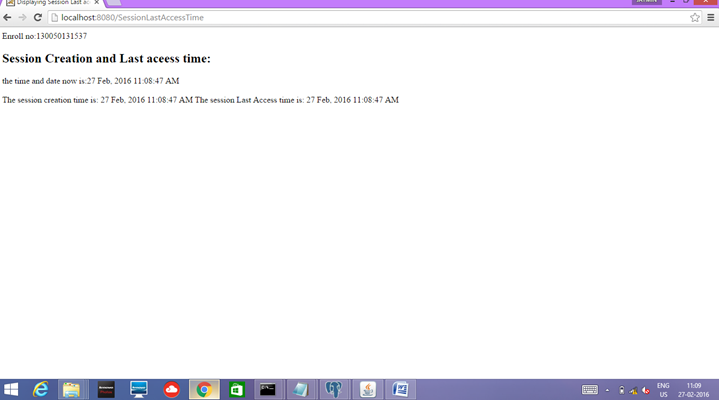 Displaying Session Last ac
localhost:8080/SessionLastAccessTime
Enroll no:130050131537
Session Creation and Last aceess time:
the time and date now is:27 Feb, 2016 11:08:47 AM
The session creation time is: 27 Feb, 2016 11:08:47 AM The session Last Access time is: 27 Feb, 2016 11:08:47 AM
ENG 11:09
US 27-02-2016